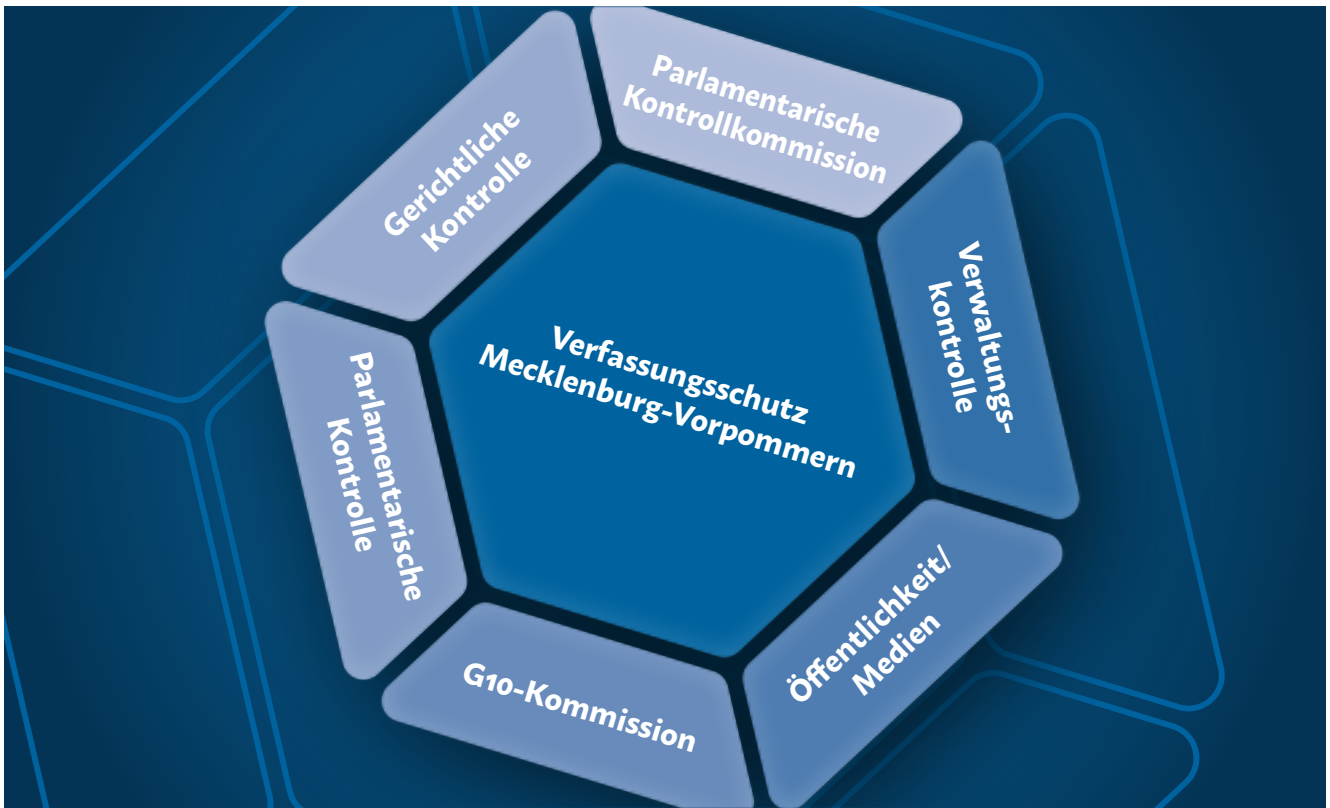 Parlamentarische
Kontrollkommission
Gerichtliche
Kontrolle
Verwaltungs-
kontrolle
Verfassungsschutz
Mecklenburg-Vorpommern
Parlamentarische
Kontrolle
Öffentlichkeit/
Medien
G10-Kommission